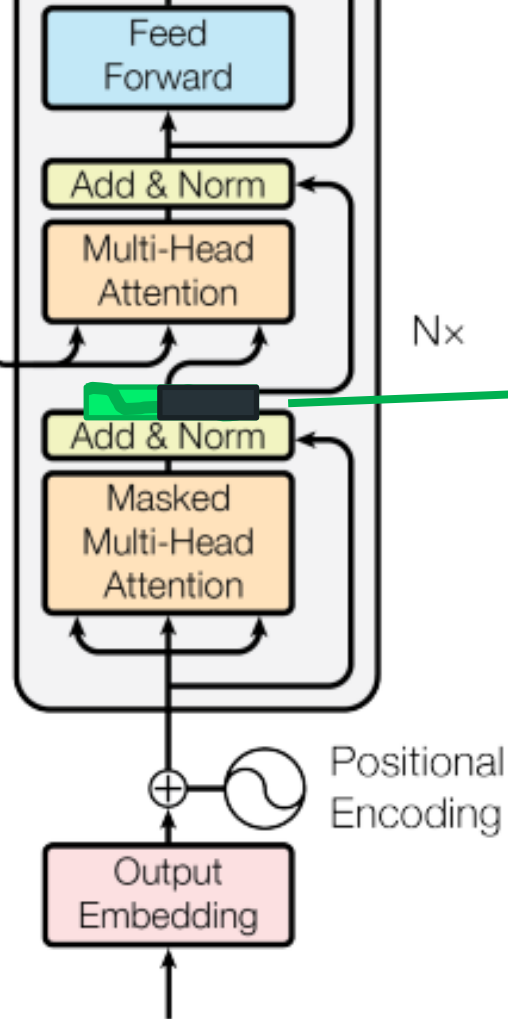 Feed
Forward
Add & Norm
Multi-Head
Attention
N×
Add & Norm
Masked
Multi-Head
Attention
Positional
Encoding
Output
Embedding